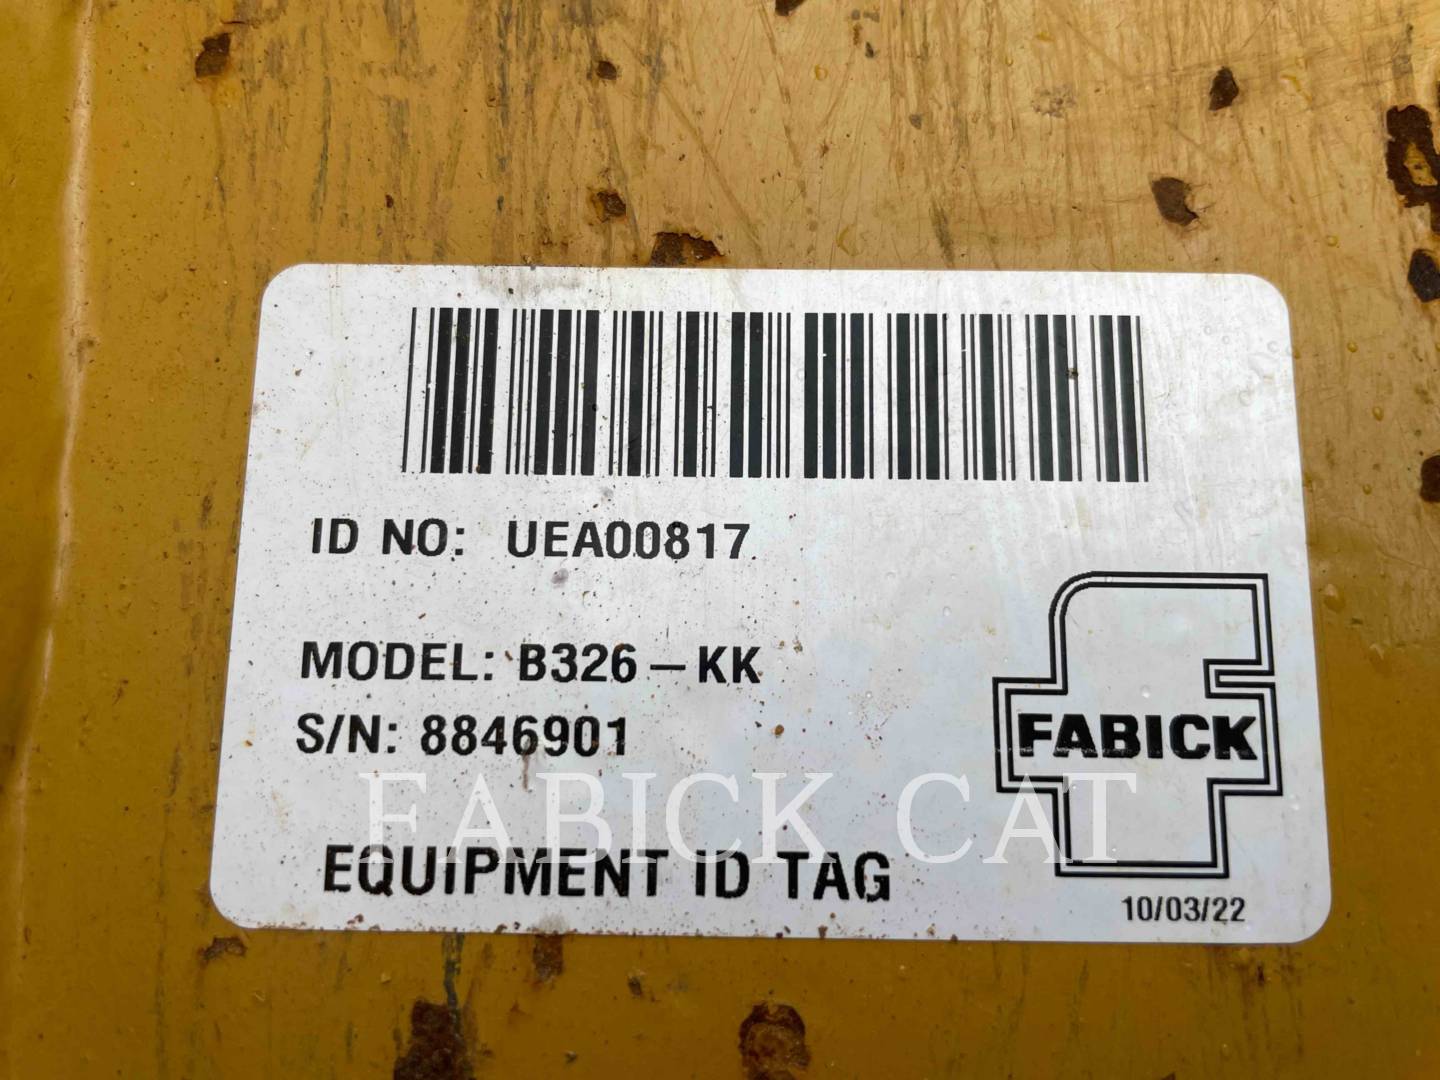 ID NO: UEA00817
MODEL: B326-KK
S/N: 8846901
FABICK
FABICK CAT
EQUIPMENT ID TAG
10/03/22